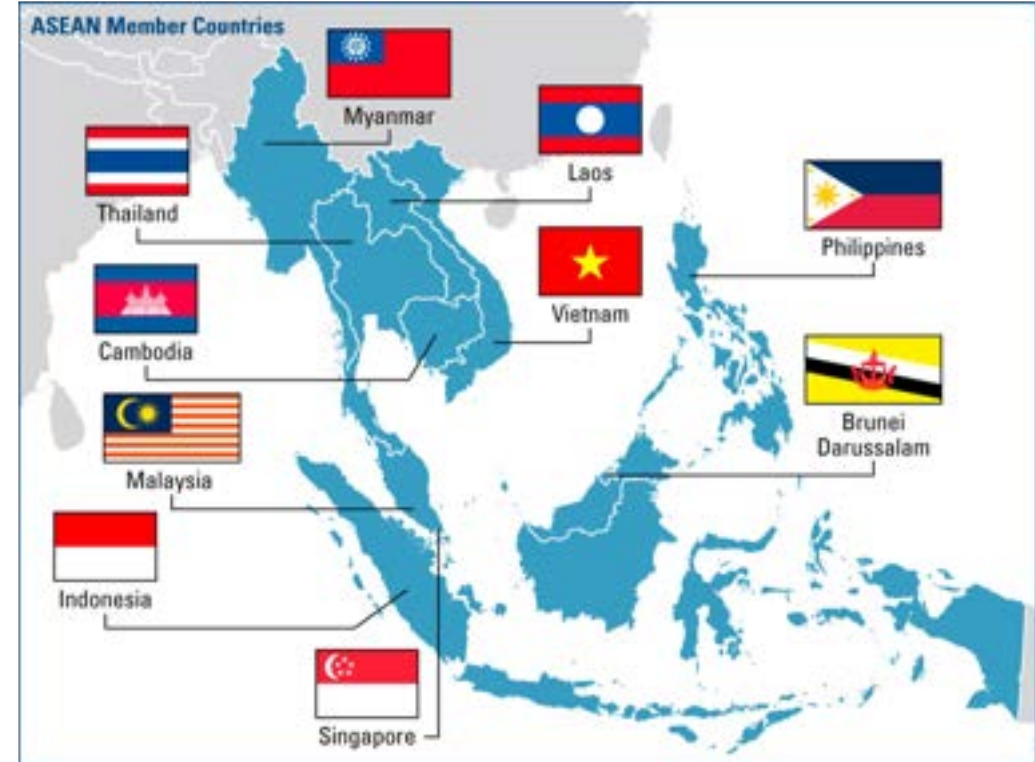 ASEAN Member Countries
Myanmar
Laos
Thailand
Philippines
Vietnam
Cambodia
Brunei
Darussalam
Malaysia
Indonesia
Singapore